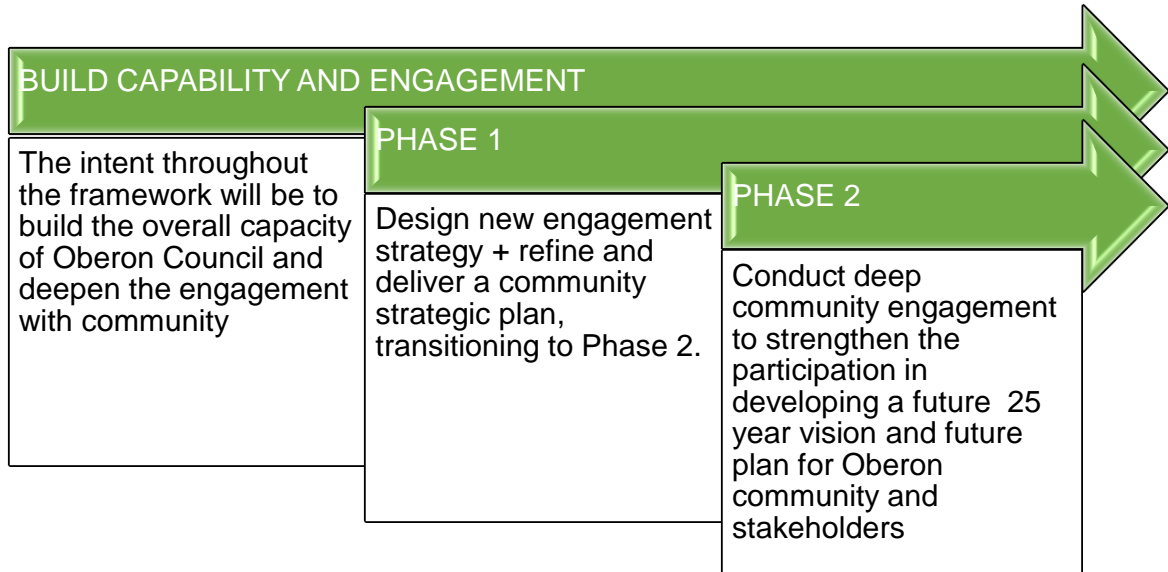 BUILD CAPABILITY AND ENGAGEMENT
The intent throughout
the framework will be to
build the overall capacity
of Oberon Council and
deepen the engagement
with community
PHASE 1
Design new engagement
strategy + refine and
deliver a community
strategic plan,
transitioning to Phase 2.
PHASE 2
Conduct deep
community engagement
to strengthen the
participation in
developing a future  25
year vision and future
plan for Oberon
community and
stakeholders